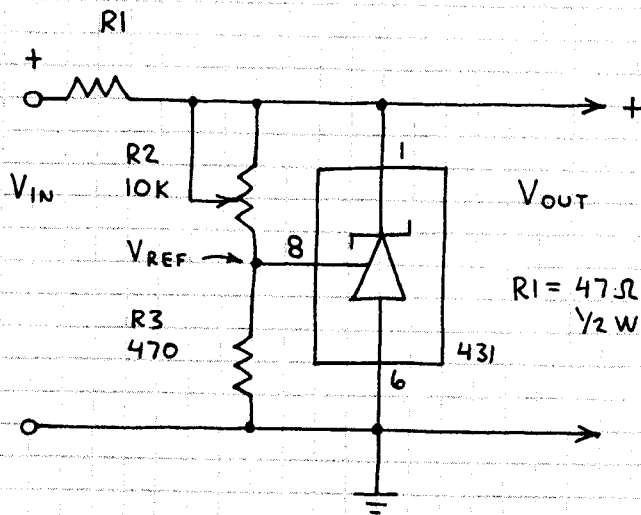 R1
+
+
R2
10K
1
VIN
VOUT
VREF
8
R1 = 47Ω
1/2 W
R3
470
431
6